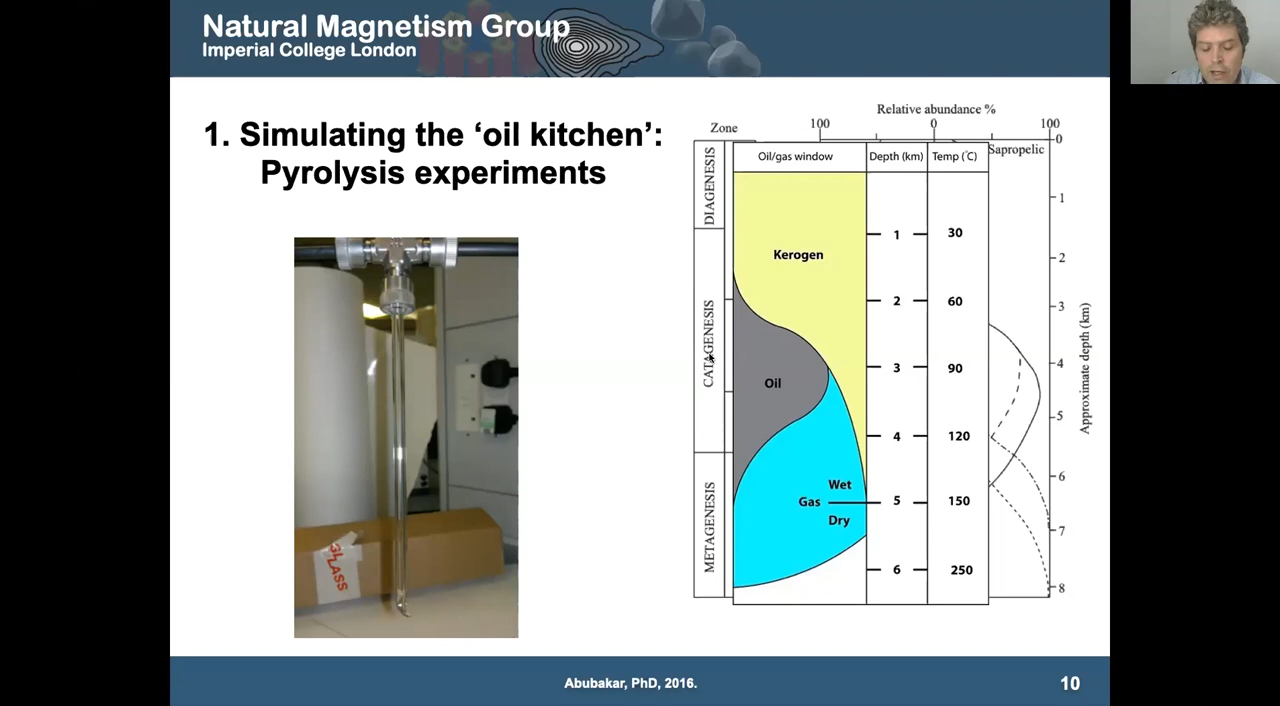 Natural Magnetism Group
Imperial College London
1. Simulating the ‘oil kitchen’:
Pyrolysis experiments
GLASS
Relative abundance %
Zone
100
0
100
0
Sapropelic
Oil/gas window
Depth (km)
Temp (°C)
DIAGENESIS
CATAGENESIS
METAGENESIS
Kerogen
Oil
Wet
Gas
Dry
1
30
2
60
3
90
4
120
5
150
6
250
1
2
3
4
5
6
7
8
Approximate depth (km)
Abubakar, PhD, 2016.
10